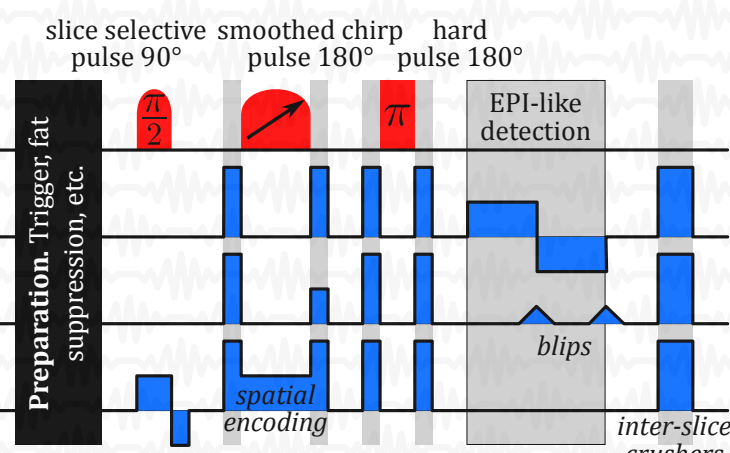 slice selective
pulse 90°
smoothed chirp
pulse 180°
hard
pulse 180°
Preparation. Trigger, fat
suppression, etc.
π
2
π
EPI-like
detection
blips
spatial
encoding
inter-slice
crushers